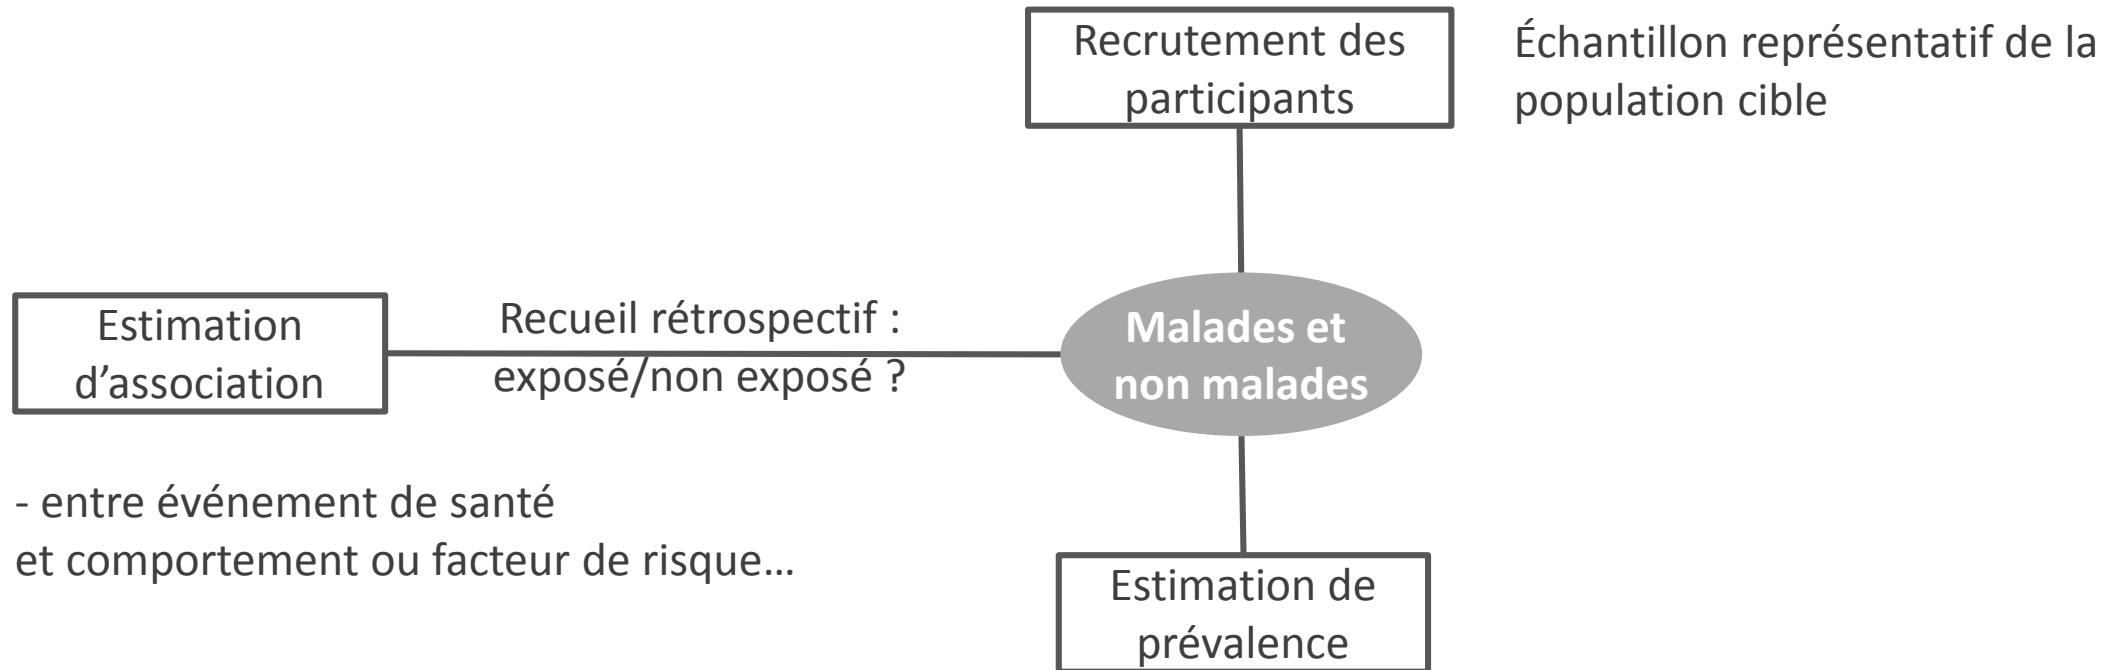 Recrutement des
participants
Échantillon représentatif de la
population cible
Estimation
d’association
Recueil rétrospectif :
exposé/non exposé ?
Malades et
non malades
- entre événement de santé
et comportement ou facteur de risque…
Estimation de
prévalence